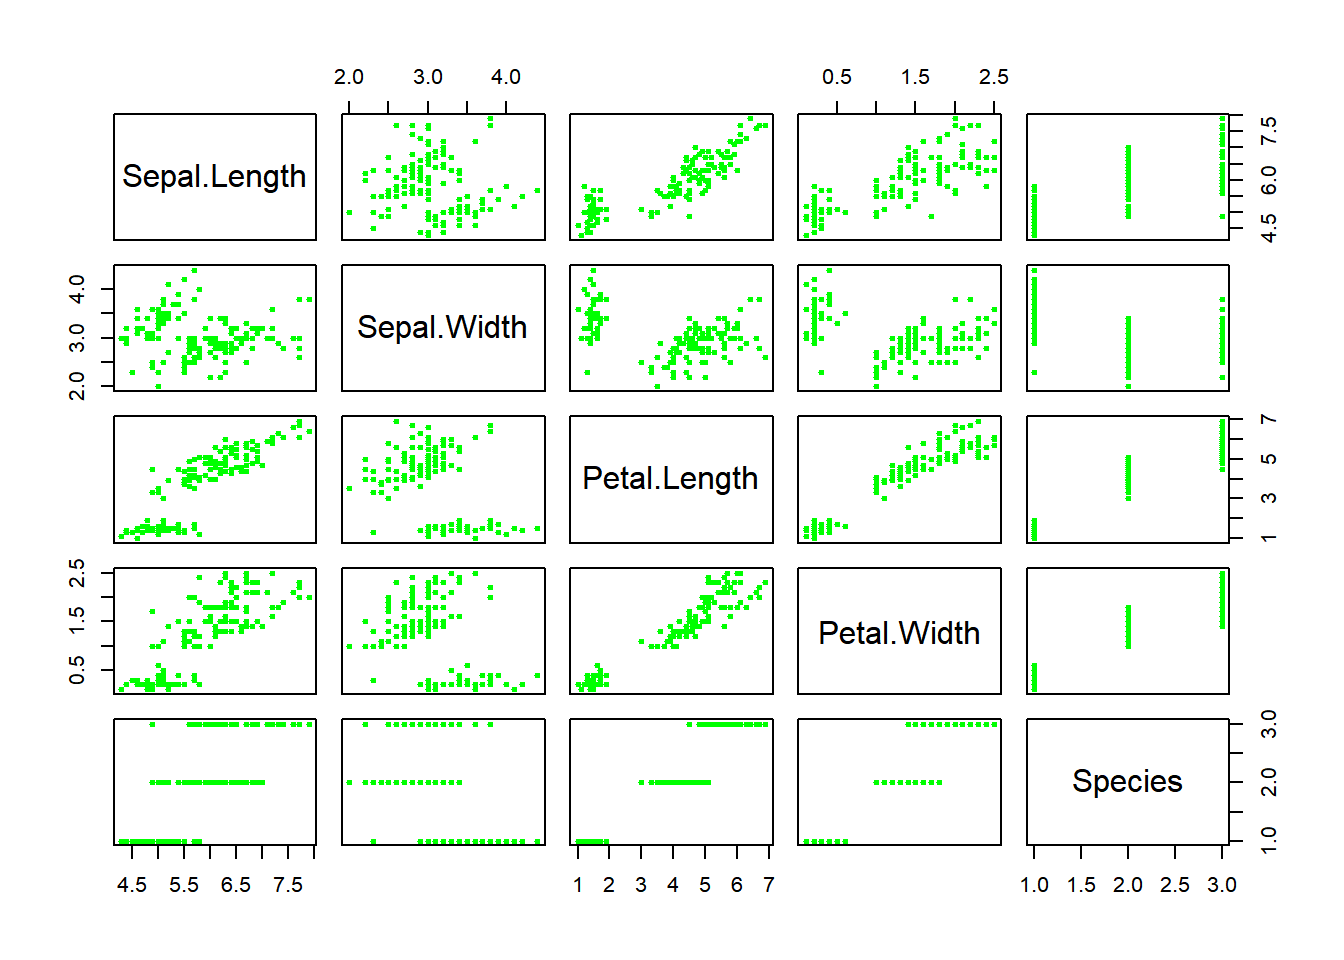 2.0 3.0 4.0 0.5 1.5 2.5
Sepal.Length 4.5 6.0 7.5
2.0 3.0 4.0 Sepal.Width
Petal.Length 1 3 5 7
0.5 1.5 2.5 Petal.Width
Species 1.0 2.0 3.0
4.5 5.5 6.5 7.5 1 2 3 4 5 6 7 1.0 1.5 2.0 2.5 3.0